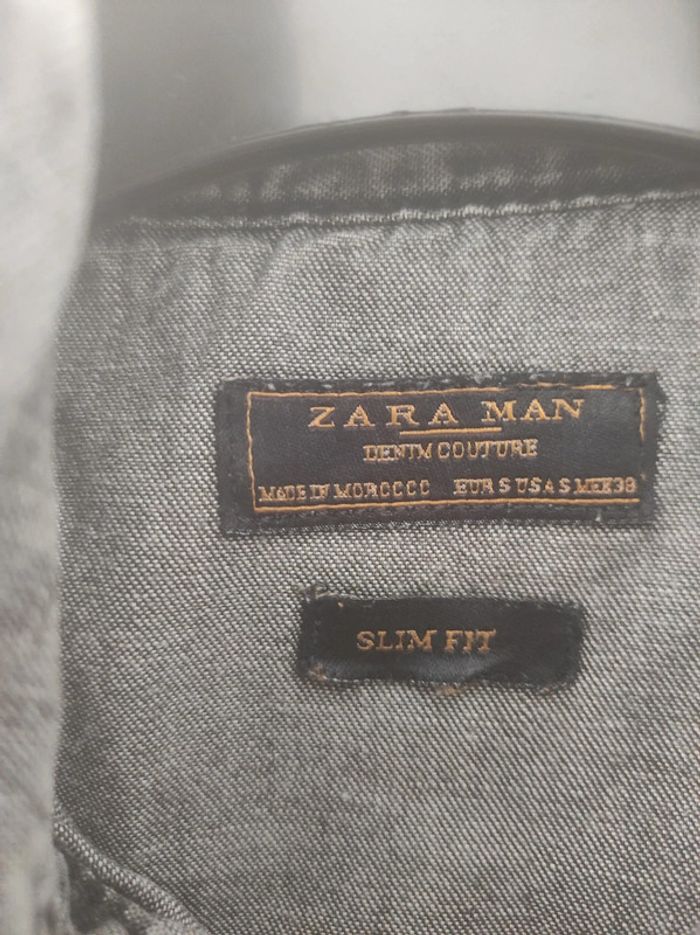 ZARA MAN
DENIM COUTURE
MADE IN MOROCCO EUR S USA S MEX 38
SLIM FIT